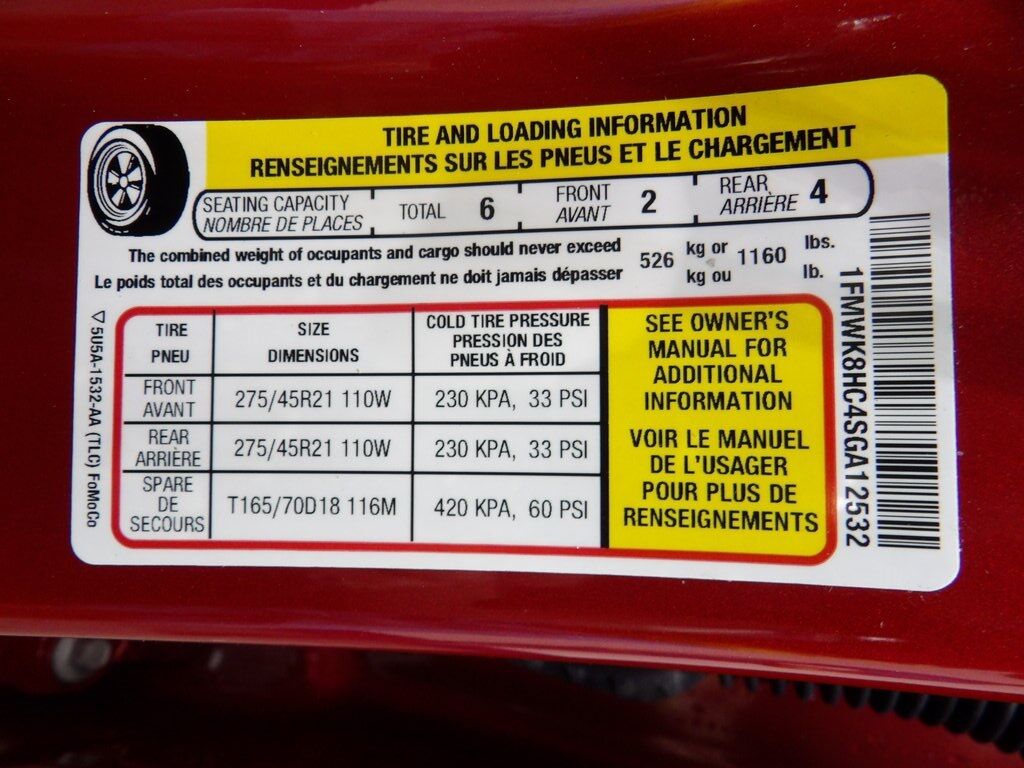 TIRE AND LOADING INFORMATION
RENSEIGNEMENTS SUR LES PNEUS ET LE CHARGEMENT
SEATING CAPACITY
NOMBRE DE PLACES
TOTAL 6
FRONT
AVANT
2
REAR
ARRIÈRE
4
The combined weight of occupants and cargo should never exceed
Le poids total des occupants et du chargement ne doit jamais dépasser
526
kg or
kg ou
1160
lbs.
lb.
TIRE
PNEU
SIZE
DIMENSIONS
COLD TIRE PRESSURE
PRESSION DES
PNEUS À FROID
FRONT
AVANT
275/45R21 110W
230 KPA, 33 PSI
REAR
ARRIÈRE
275/45R21 110W
230 KPA, 33 PSI
SPARE
DE
SECOURS
T165/70D18 116M
420 KPA, 60 PSI
SEE OWNER'S
MANUAL FOR
ADDITIONAL
INFORMATION
VOIR LE MANUEL
DE L'USAGER
POUR PLUS DE
RENSEIGNEMENTS
▽5U5A-1532-AA (TLC) FoMoCo
1FMWK8HC4SGA12532